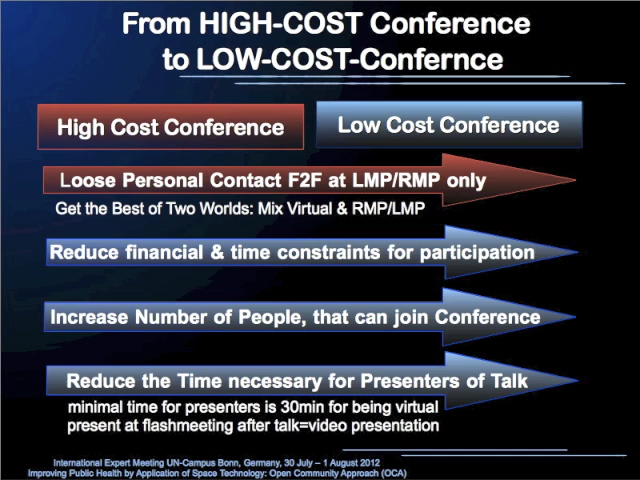 From HIGH-COST Conference
to LOW-COST-Confernce
High Cost Conference
Low Cost Conference
Loose Personal Contact F2F at LMP/RMP only
Get the Best of Two Worlds: Mix Virtual & RMP/LMP
Reduce financial & time constraints for participation
Increase Number of People, that can join Conference
Reduce the Time necessary for Presenters of Talk
minimal time for presenters is 30min for being virtual
present at flashmeeting after talk=video presentation
International Expert Meeting UN-Campus Bonn, Germany, 30 July – 1 August 2012
Improving Public Health by Application of Space Technology: Open Community Approach (OCA)